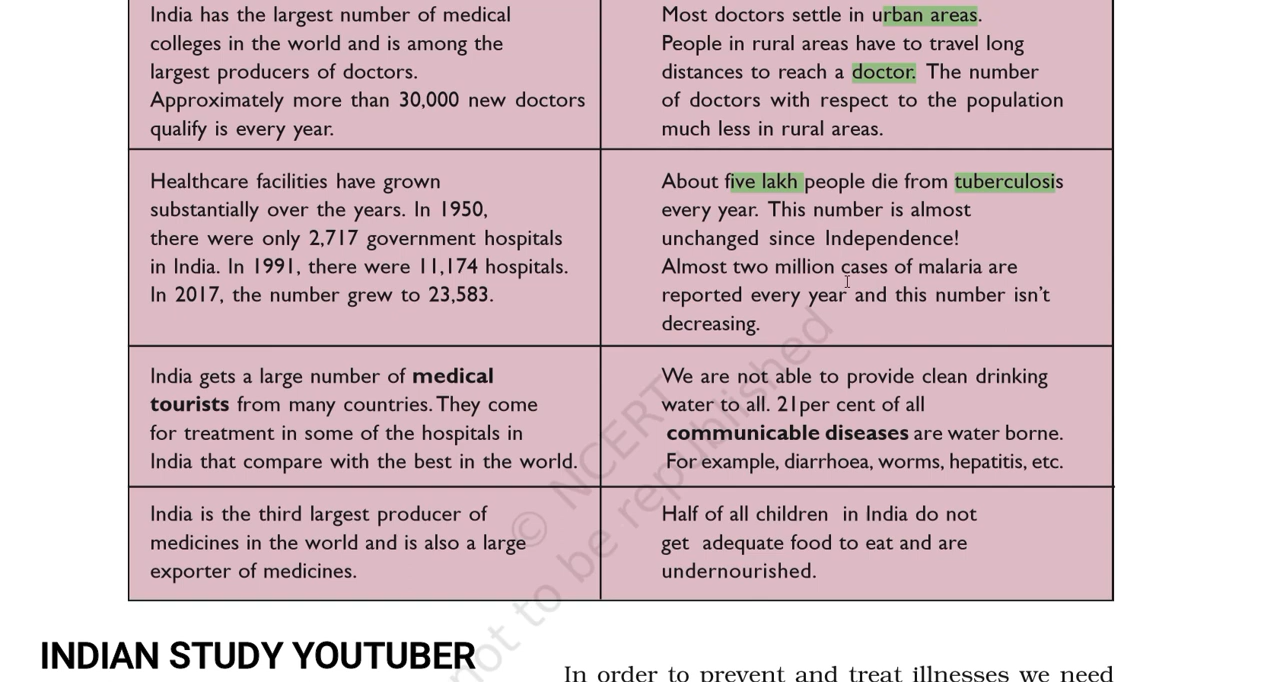 India has the largest number of medical
colleges in the world and is among the
largest producers of doctors.
Approximately more than 30,000 new doctors
qualify is every year.
Most doctors settle in urban areas.
People in rural areas have to travel long
distances to reach a doctor. The number
of doctors with respect to the population
much less in rural areas.
Healthcare facilities have grown
substantially over the years. In 1950,
there were only 2,717 government hospitals
in India. In 1991, there were 11,174 hospitals.
In 2017, the number grew to 23,583.
About five lakh people die from tuberculosis
every year. This number is almost
unchanged since Independence!
Almost two million cases of malaria are
reported every year and this number isn't
decreasing.
India gets a large number of medical
tourists from many countries. They come
for treatment in some of the hospitals in
India that compare with the best in the world.
We are not able to provide clean drinking
water to all. 21per cent of all
communicable diseases are water borne.
For example, diarrhoea, worms, hepatitis, etc.
India is the third largest producer of
medicines in the world and is also a large
exporter of medicines.
Half of all children in India do not
get adequate food to eat and are
undernourished.
© NCERT
not to be republished
INDIAN STUDY YOUTUBER
In order to prevent and treat illnesses we need